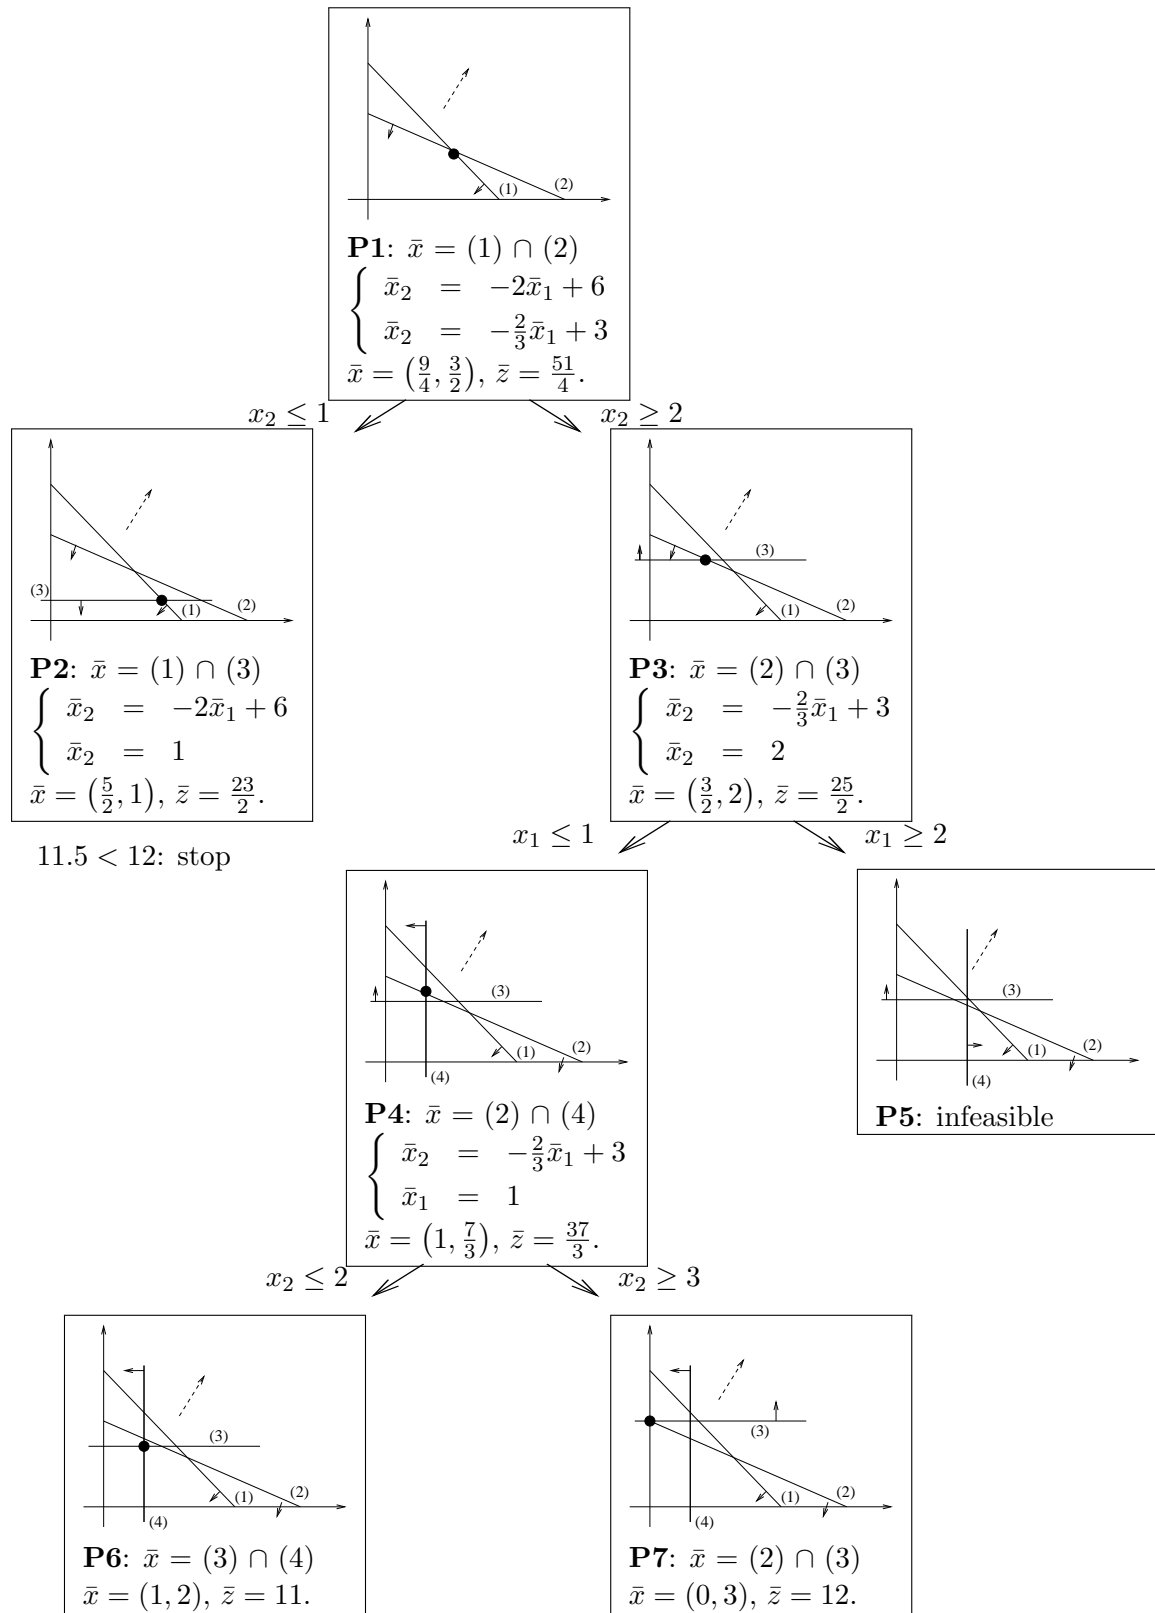 (1)
(2)
P1: x̄ = (1) ∩ (2)
{ x̄₂ = −2x̄₁ + 6
x̄₂ = −2/3 x̄₁ + 3
x̄ = (9/4, 3/2), z̄ = 51/4.
x₂ ≤ 1
x₂ ≥ 2
(3)
(1)
(2)
P2: x̄ = (1) ∩ (3)
{ x̄₂ = −2x̄₁ + 6
x̄₂ = 1
x̄ = (5/2, 1), z̄ = 23/2.
11.5 < 12: stop
(3)
(1)
(2)
P3: x̄ = (2) ∩ (3)
{ x̄₂ = −2/3 x̄₁ + 3
x̄₂ = 2
x̄ = (3/2, 2), z̄ = 25/2.
x₁ ≤ 1
x₁ ≥ 2
(3)
(1)
(2)
(4)
P4: x̄ = (2) ∩ (4)
{ x̄₂ = −2/3 x̄₁ + 3
x̄₁ = 1
x̄ = (1, 7/3), z̄ = 37/3.
(3)
(1)
(2)
(4)
P5: infeasible
x₂ ≤ 2
x₂ ≥ 3
(3)
(1)
(2)
(4)
P6: x̄ = (3) ∩ (4)
x̄ = (1, 2), z̄ = 11.
(3)
(1)
(2)
(4)
P7: x̄ = (2) ∩ (3)
x̄ = (0, 3), z̄ = 12.